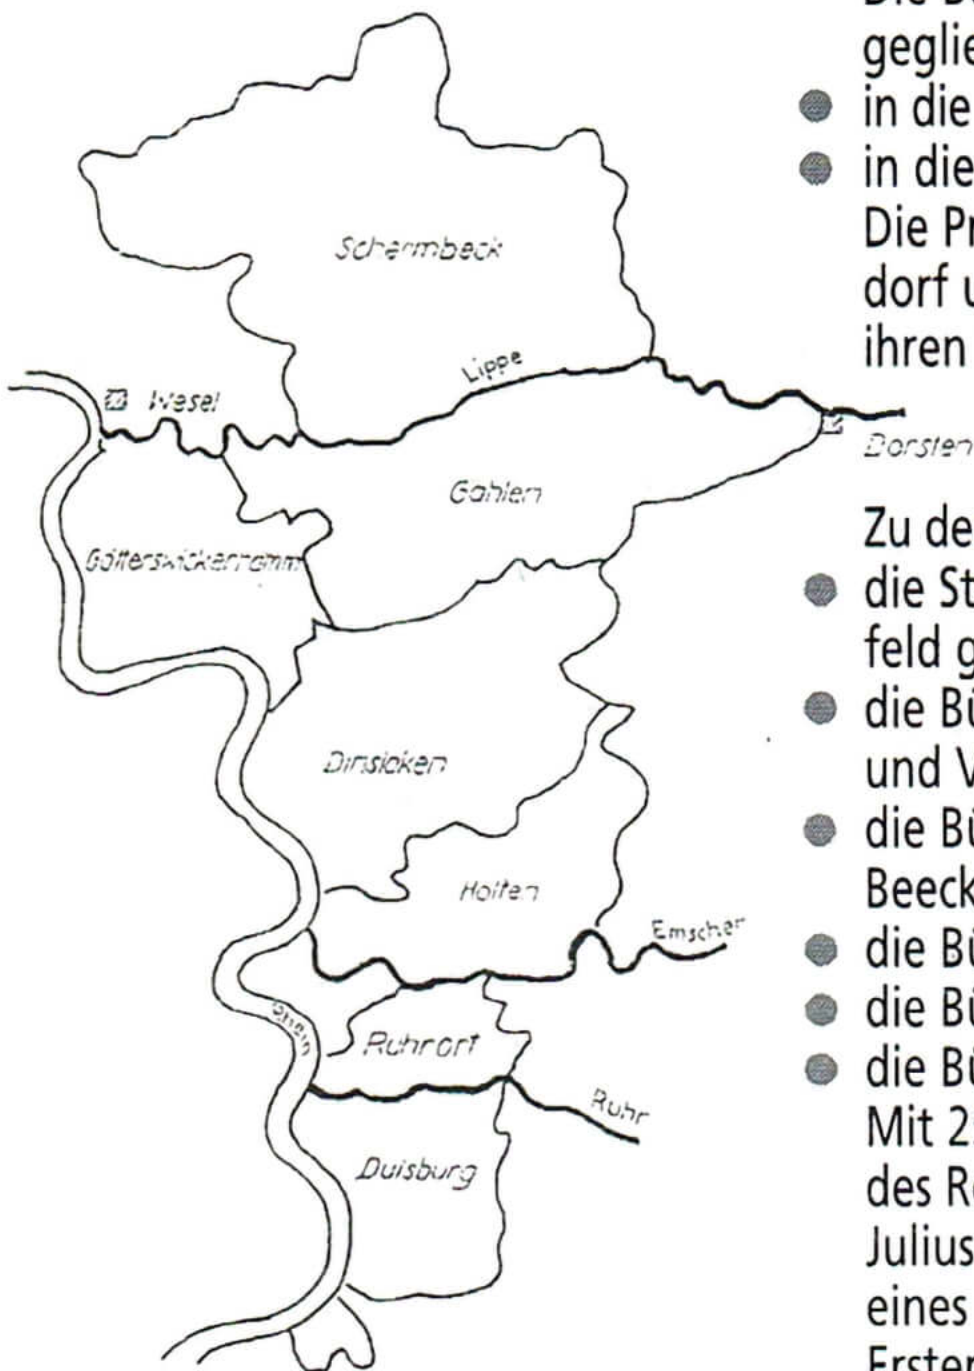 Schermbeck
Lippe
Wesel
Dorsten
Gahlen
Götterswickerhamm
Dinslaken
Holten
Emscher
Rhein
Ruhrort
Ruhr
Duisburg
geglie
in die
in die
Die Pr
dorf u
ihren
Zu de
die St
feld g
die Bü
und V
die Bü
Beeck
die Bü
die Bü
die Bü
Mit 2
des R
Julius
eines
Erster